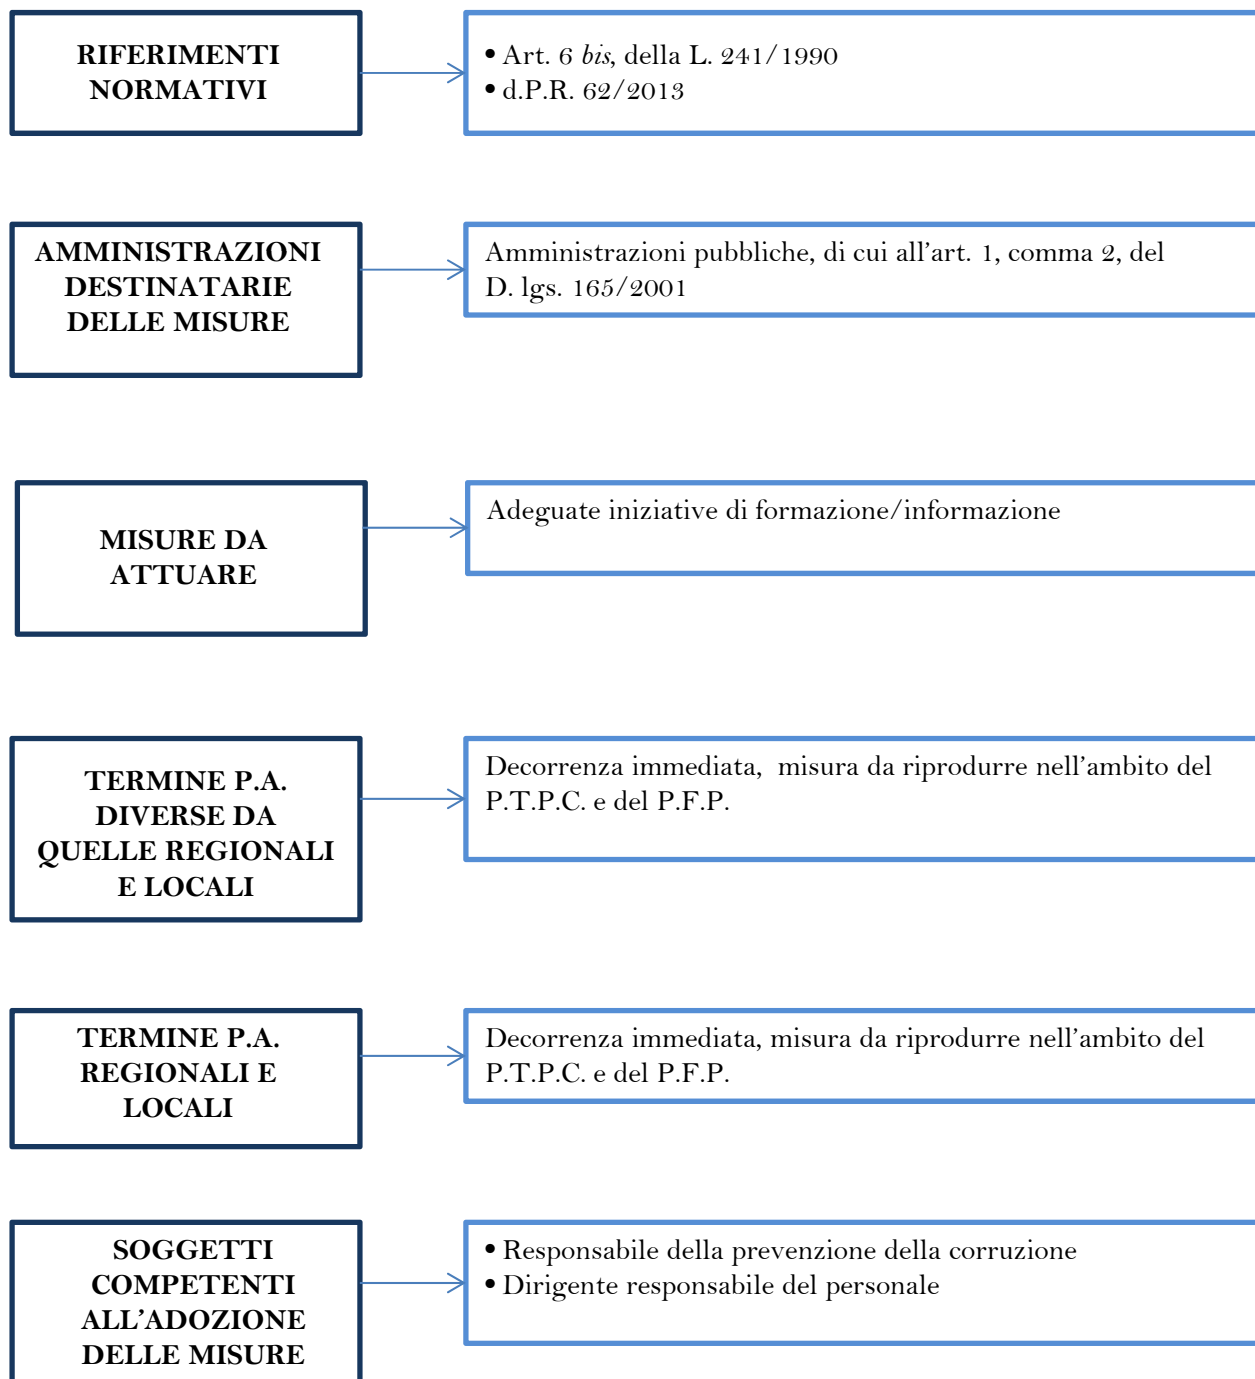 RIFERIMENTI
NORMATIVI
• Art. 6 bis, della L. 241/1990
• d.P.R. 62/2013
AMMINISTRAZIONI
DESTINATARIE
DELLE MISURE
Amministrazioni pubbliche, di cui all’art. 1, comma 2, del
D. lgs. 165/2001
MISURE DA
ATTUARE
Adeguate iniziative di formazione/informazione
TERMINE P.A.
DIVERSE DA
QUELLE REGIONALI
E LOCALI
Decorrenza immediata, misura da riprodurre nell’ambito del
P.T.P.C. e del P.F.P.
TERMINE P.A.
REGIONALI E
LOCALI
Decorrenza immediata, misura da riprodurre nell’ambito del
P.T.P.C. e del P.F.P.
SOGGETTI
COMPETENTI
ALL’ADOZIONE
DELLE MISURE
• Responsabile della prevenzione della corruzione
• Dirigente responsabile del personale